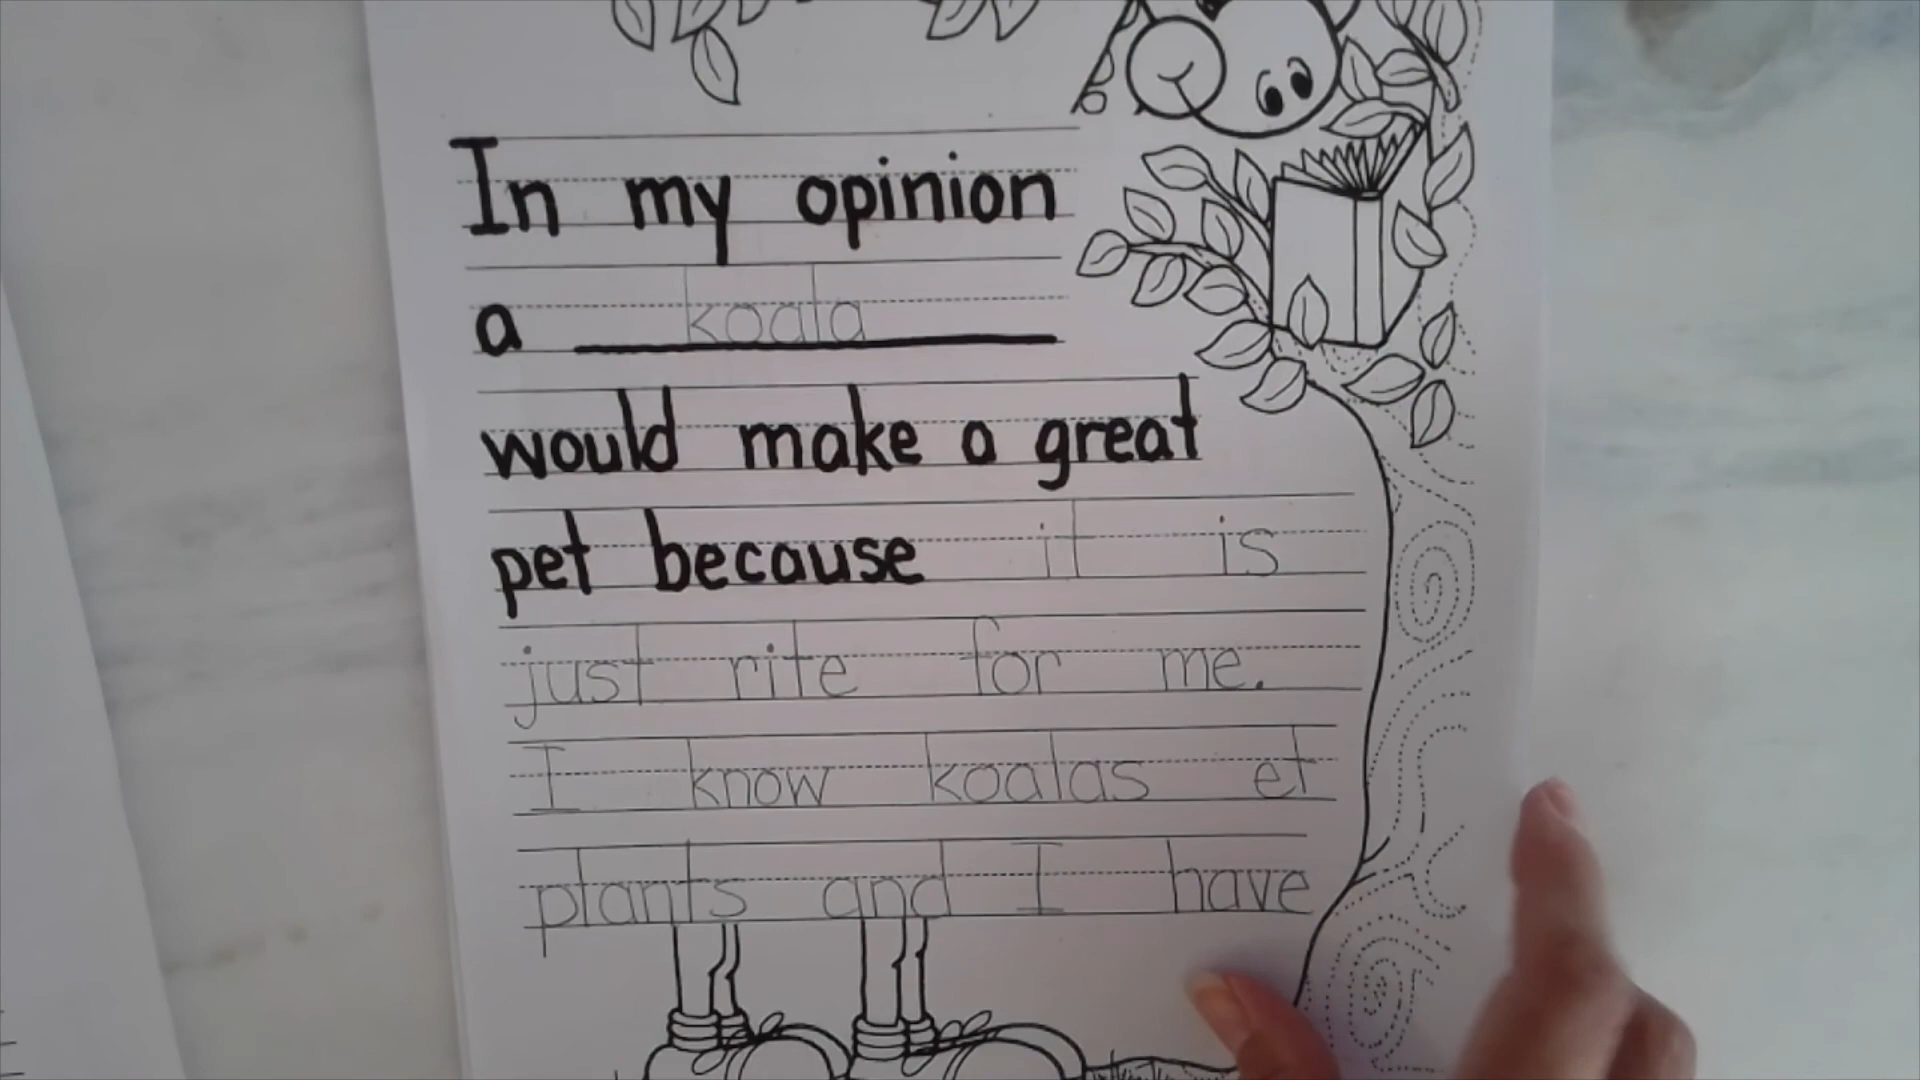 In my opinion
a koala
would make a great
pet because it is
just rite for me.
I know koalas et
plants and I have